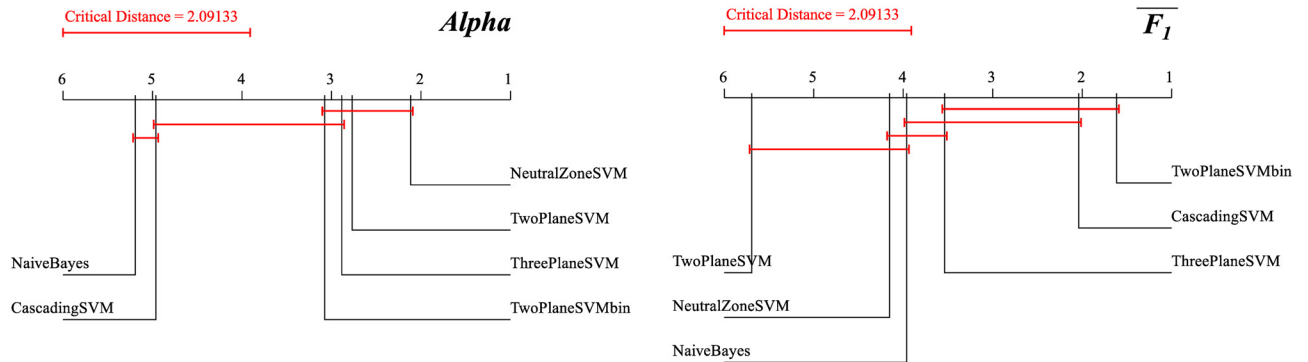 Critical Distance = 2.09133
Alpha
6 5 4 3 2 1
NeutralZoneSVM
TwoPlaneSVM
NaiveBayes ThreePlaneSVM
CascadingSVM TwoPlaneSVMbin
Critical Distance = 2.09133
F1
6 5 4 3 2 1
TwoPlaneSVMbin
CascadingSVM
TwoPlaneSVM ThreePlaneSVM
NeutralZoneSVM
NaiveBayes